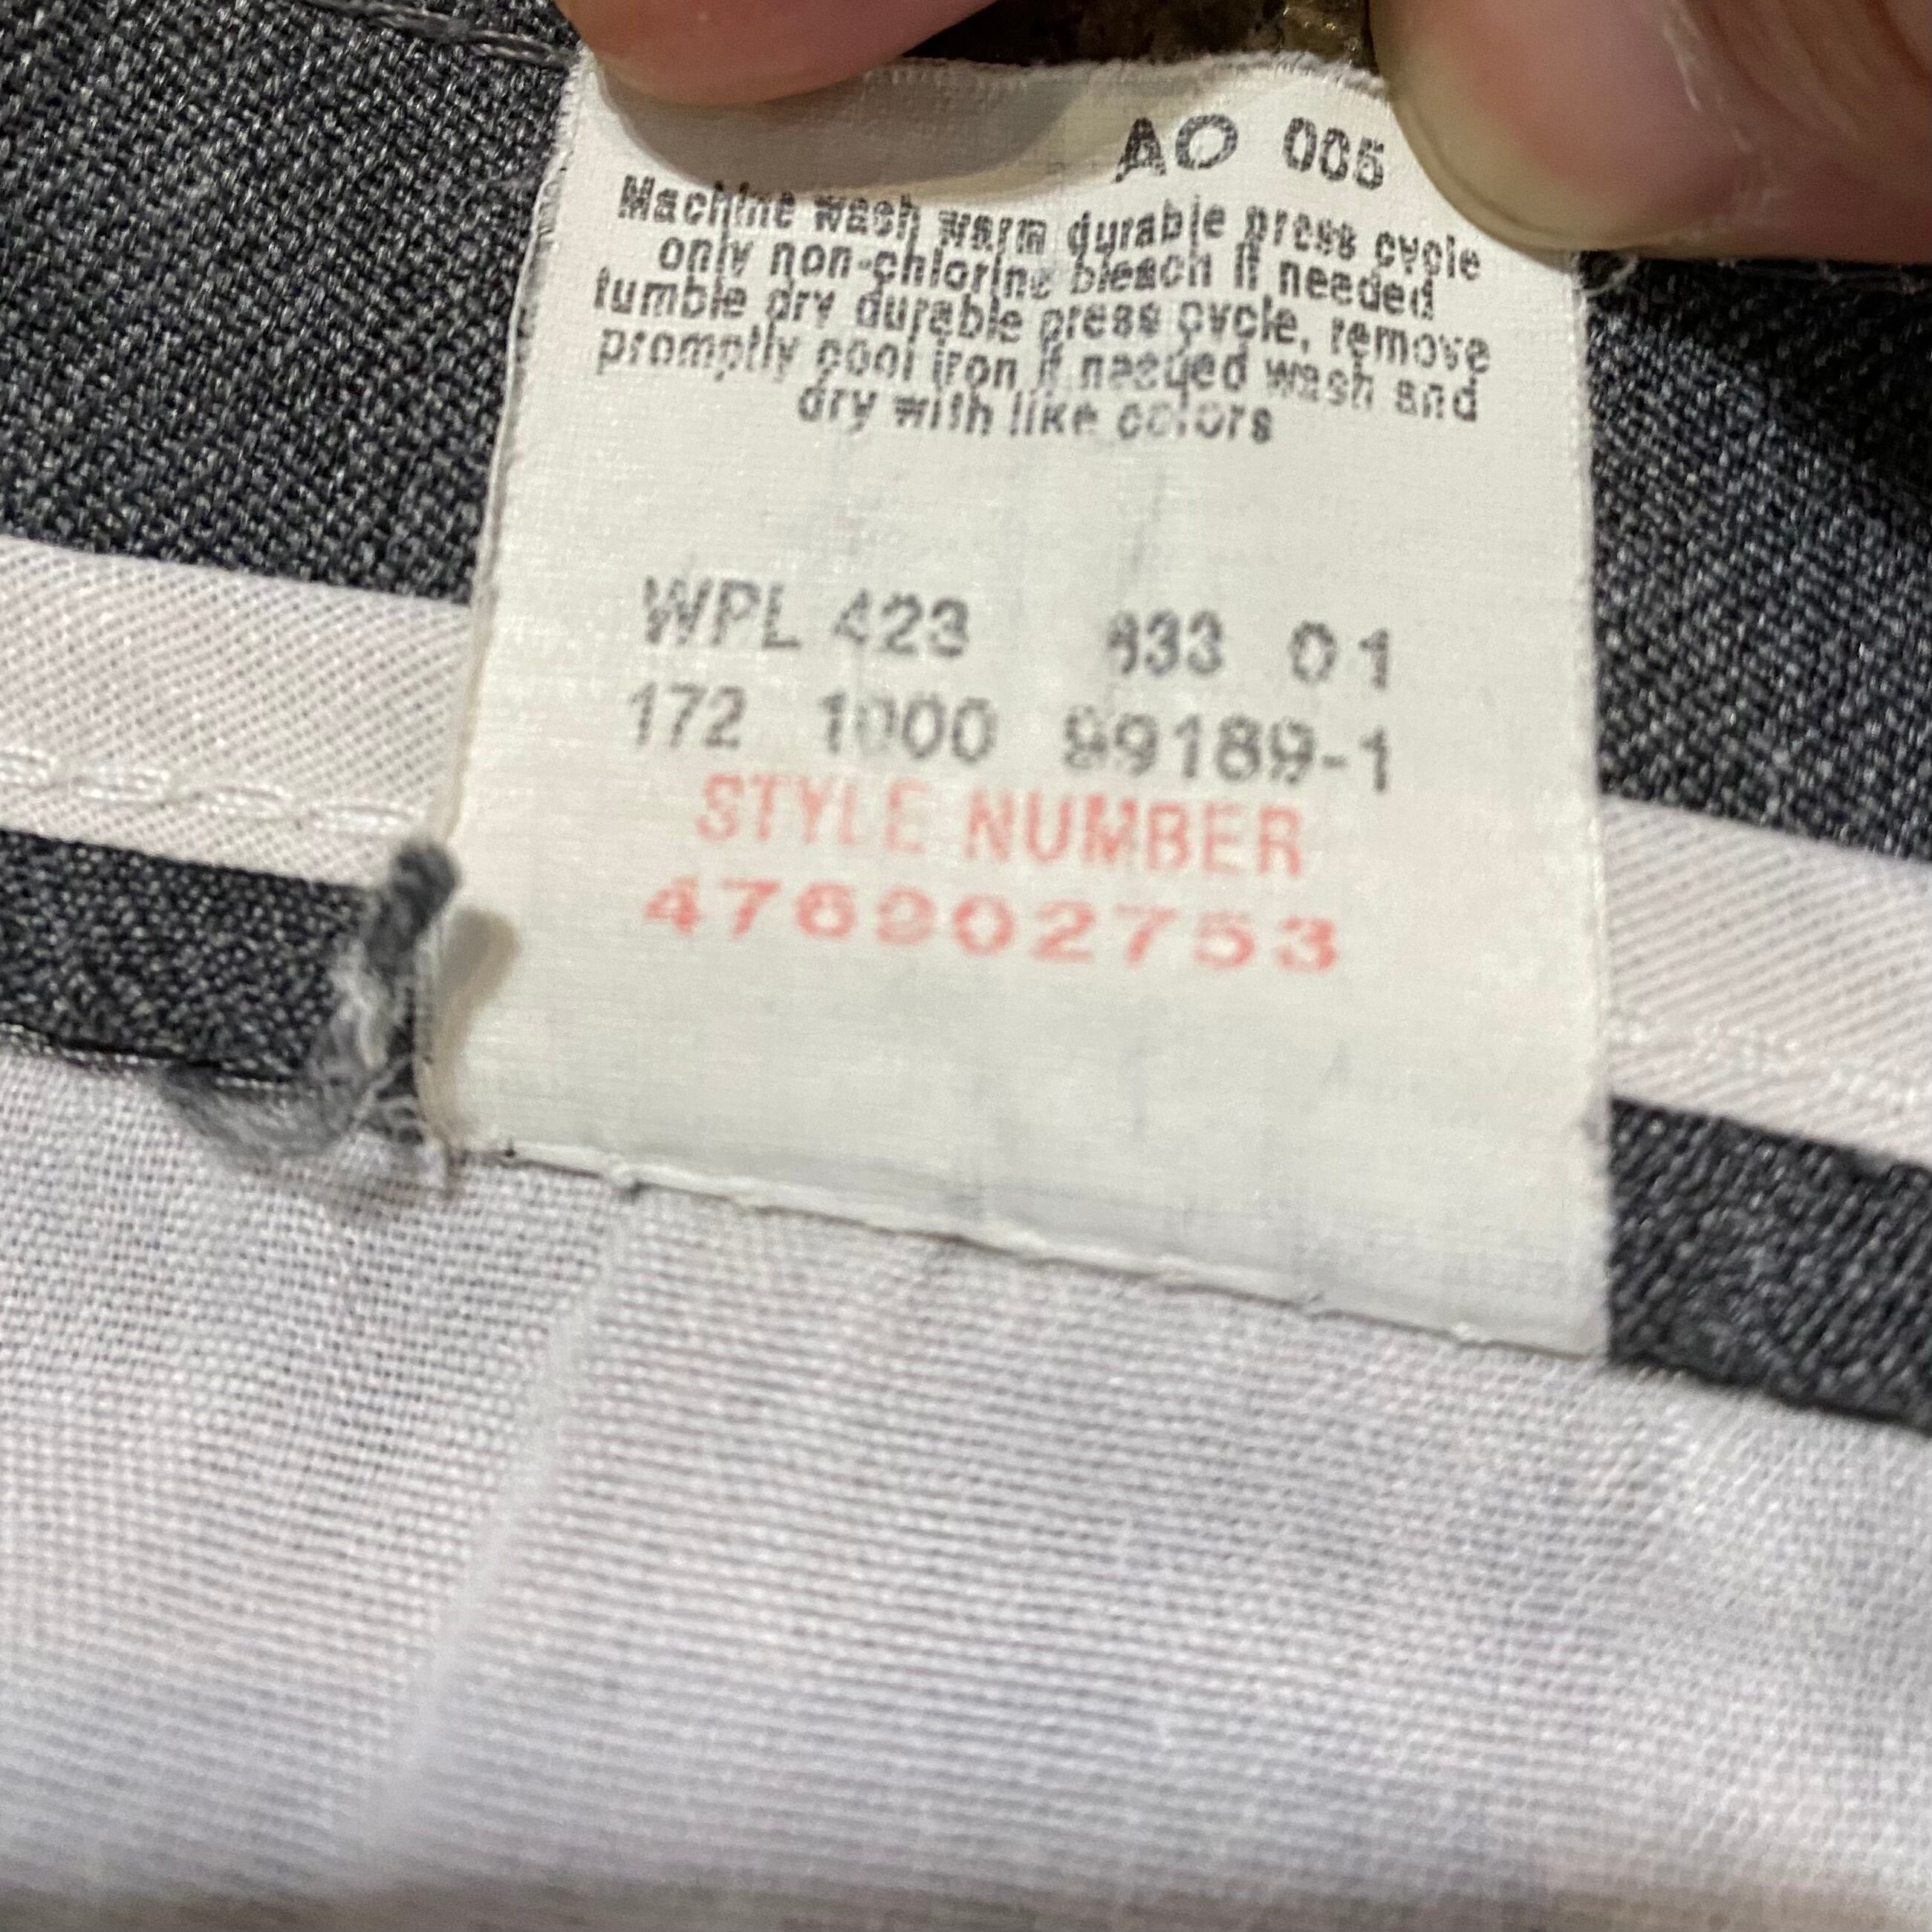 AO 005
Machine wash warm durable press cycle
only non-chlorine bleach if needed
tumble dry durable press cycle, remove
promptly cool iron if needed wash and
dry with like colors
WPL 423 633 01
172 1000 99189-1
STYLE NUMBER
476902753